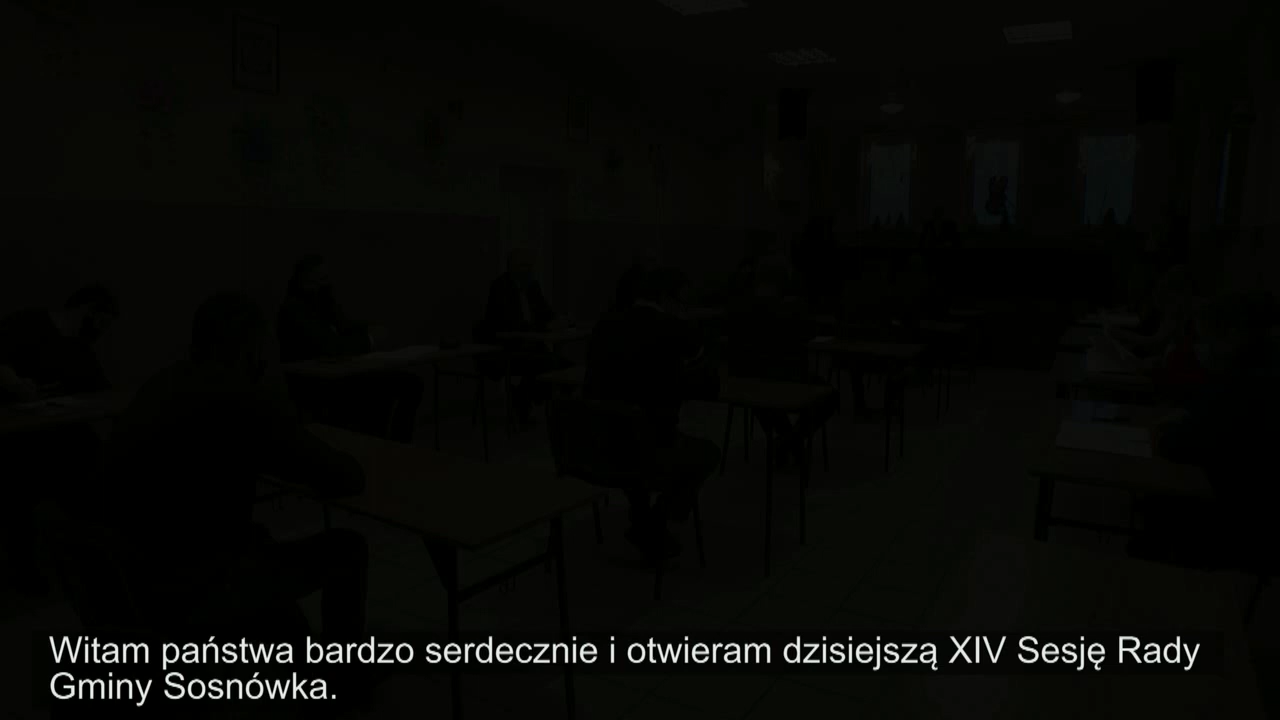 Witam państwa bardzo serdecznie i otwieram dzisiejszą XIV Sesję Rady
Gminy Sosnówka.